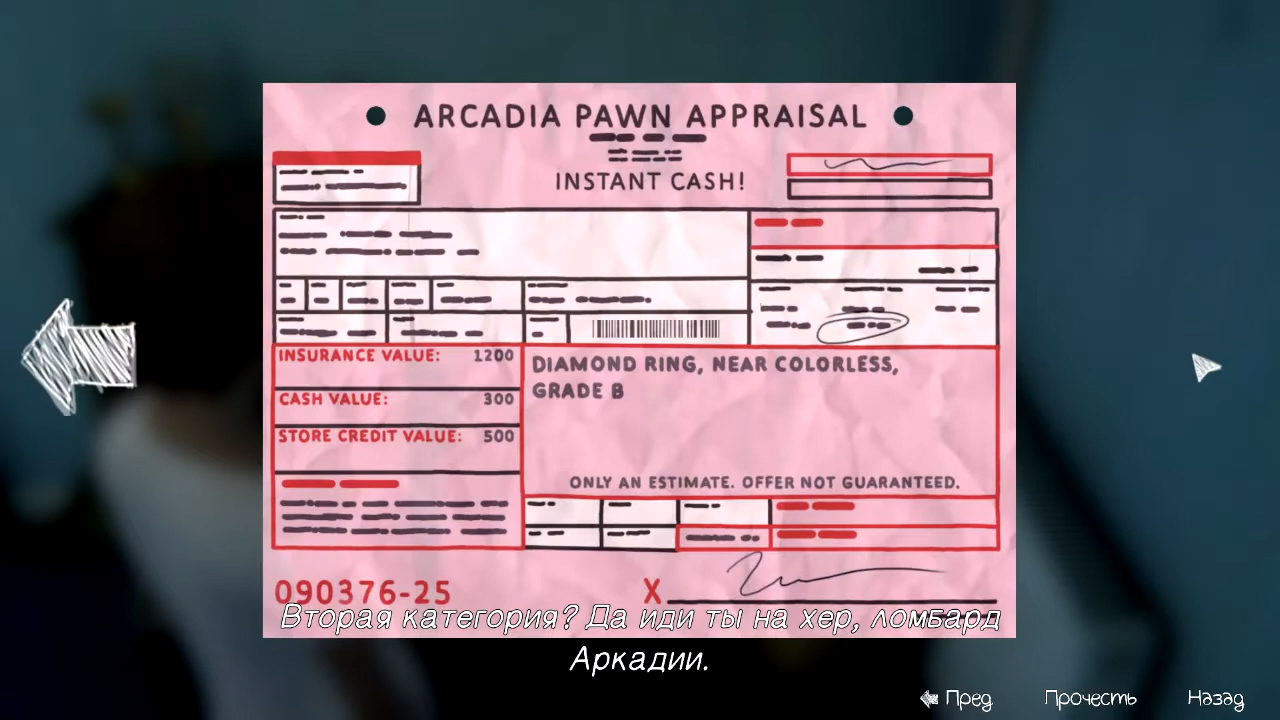 ARCADIA PAWN APPRAISAL
INSTANT CASH!
INSURANCE VALUE: 1200
CASH VALUE: 300
STORE CREDIT VALUE: 500
DIAMOND RING, NEAR COLORLESS,
GRADE B
ONLY AN ESTIMATE. OFFER NOT GUARANTEED.
090376-25
X
Вторая категория? Да иди ты на хер, ломбард
Аркадии.
Пред. Прочесть Назад